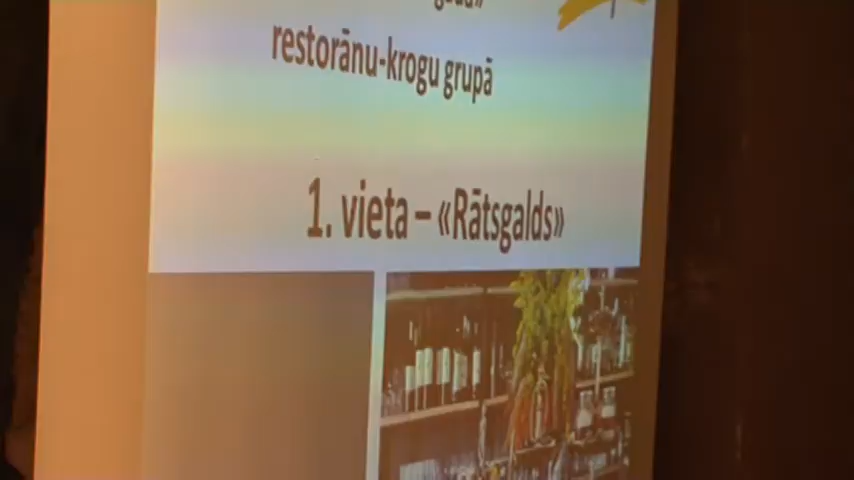 restorānu-krogu grupā
1. vieta – «Rātsgalds»